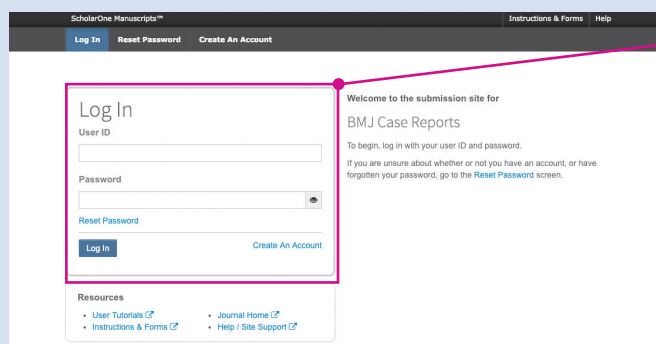 ScholarOne Manuscripts™
Instructions & Forms Help
Log In Reset Password Create An Account
Log In
User ID
Password
Reset Password
Log In
Create An Account
Resources
User Tutorials
Instructions & Forms
Journal Home
Help / Site Support
Welcome to the submission site for
BMJ Case Reports
To begin, log in with your user ID and password.
If you are unsure about whether or not you have an account, or have
forgotten your password, go to the Reset Password screen.